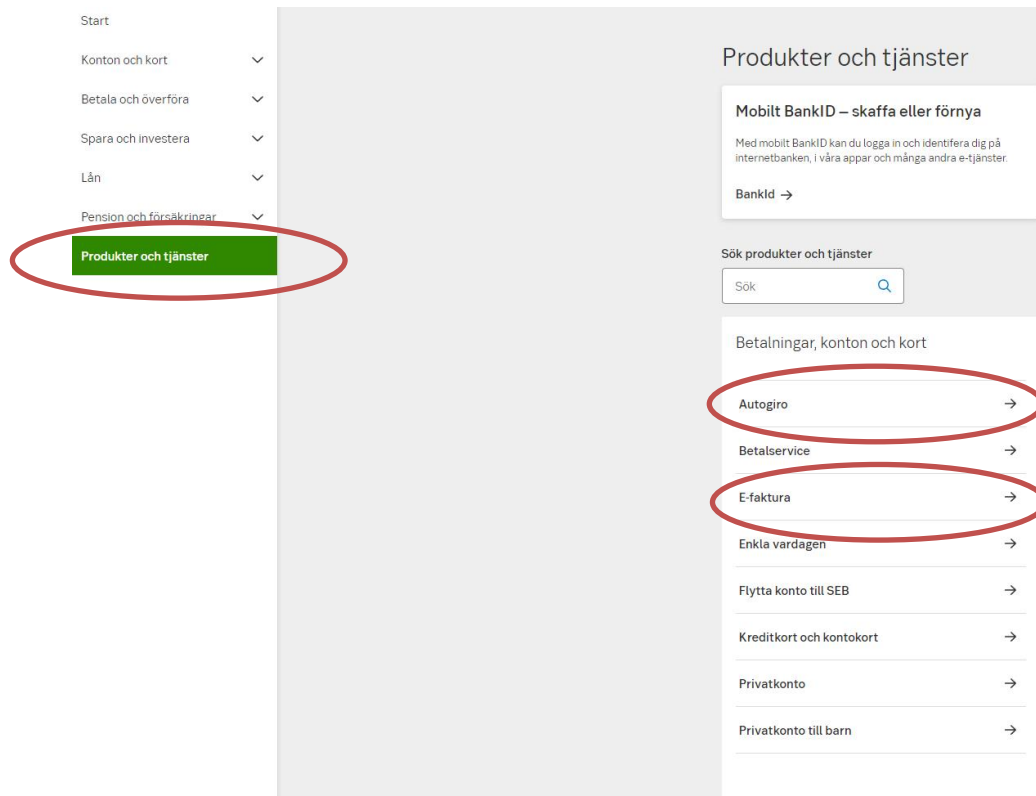 Start
Konton och kort
Betala och överföra
Spara och investera
Lån
Pension och försäkringar
Produkter och tjänster
Produkter och tjänster
Mobilt BankID – skaffa eller förnya
Med mobilt BankID kan du logga in och identifera dig på
internetbanken, i våra appar och många andra e-tjänster.
BankId →
Sök produkter och tjänster
Sök
Betalningar, konton och kort
Autogiro →
Betalservice →
E-faktura →
Enkla vardagen →
Flytta konto till SEB →
Kreditkort och kontokort →
Privatkonto →
Privatkonto till barn →